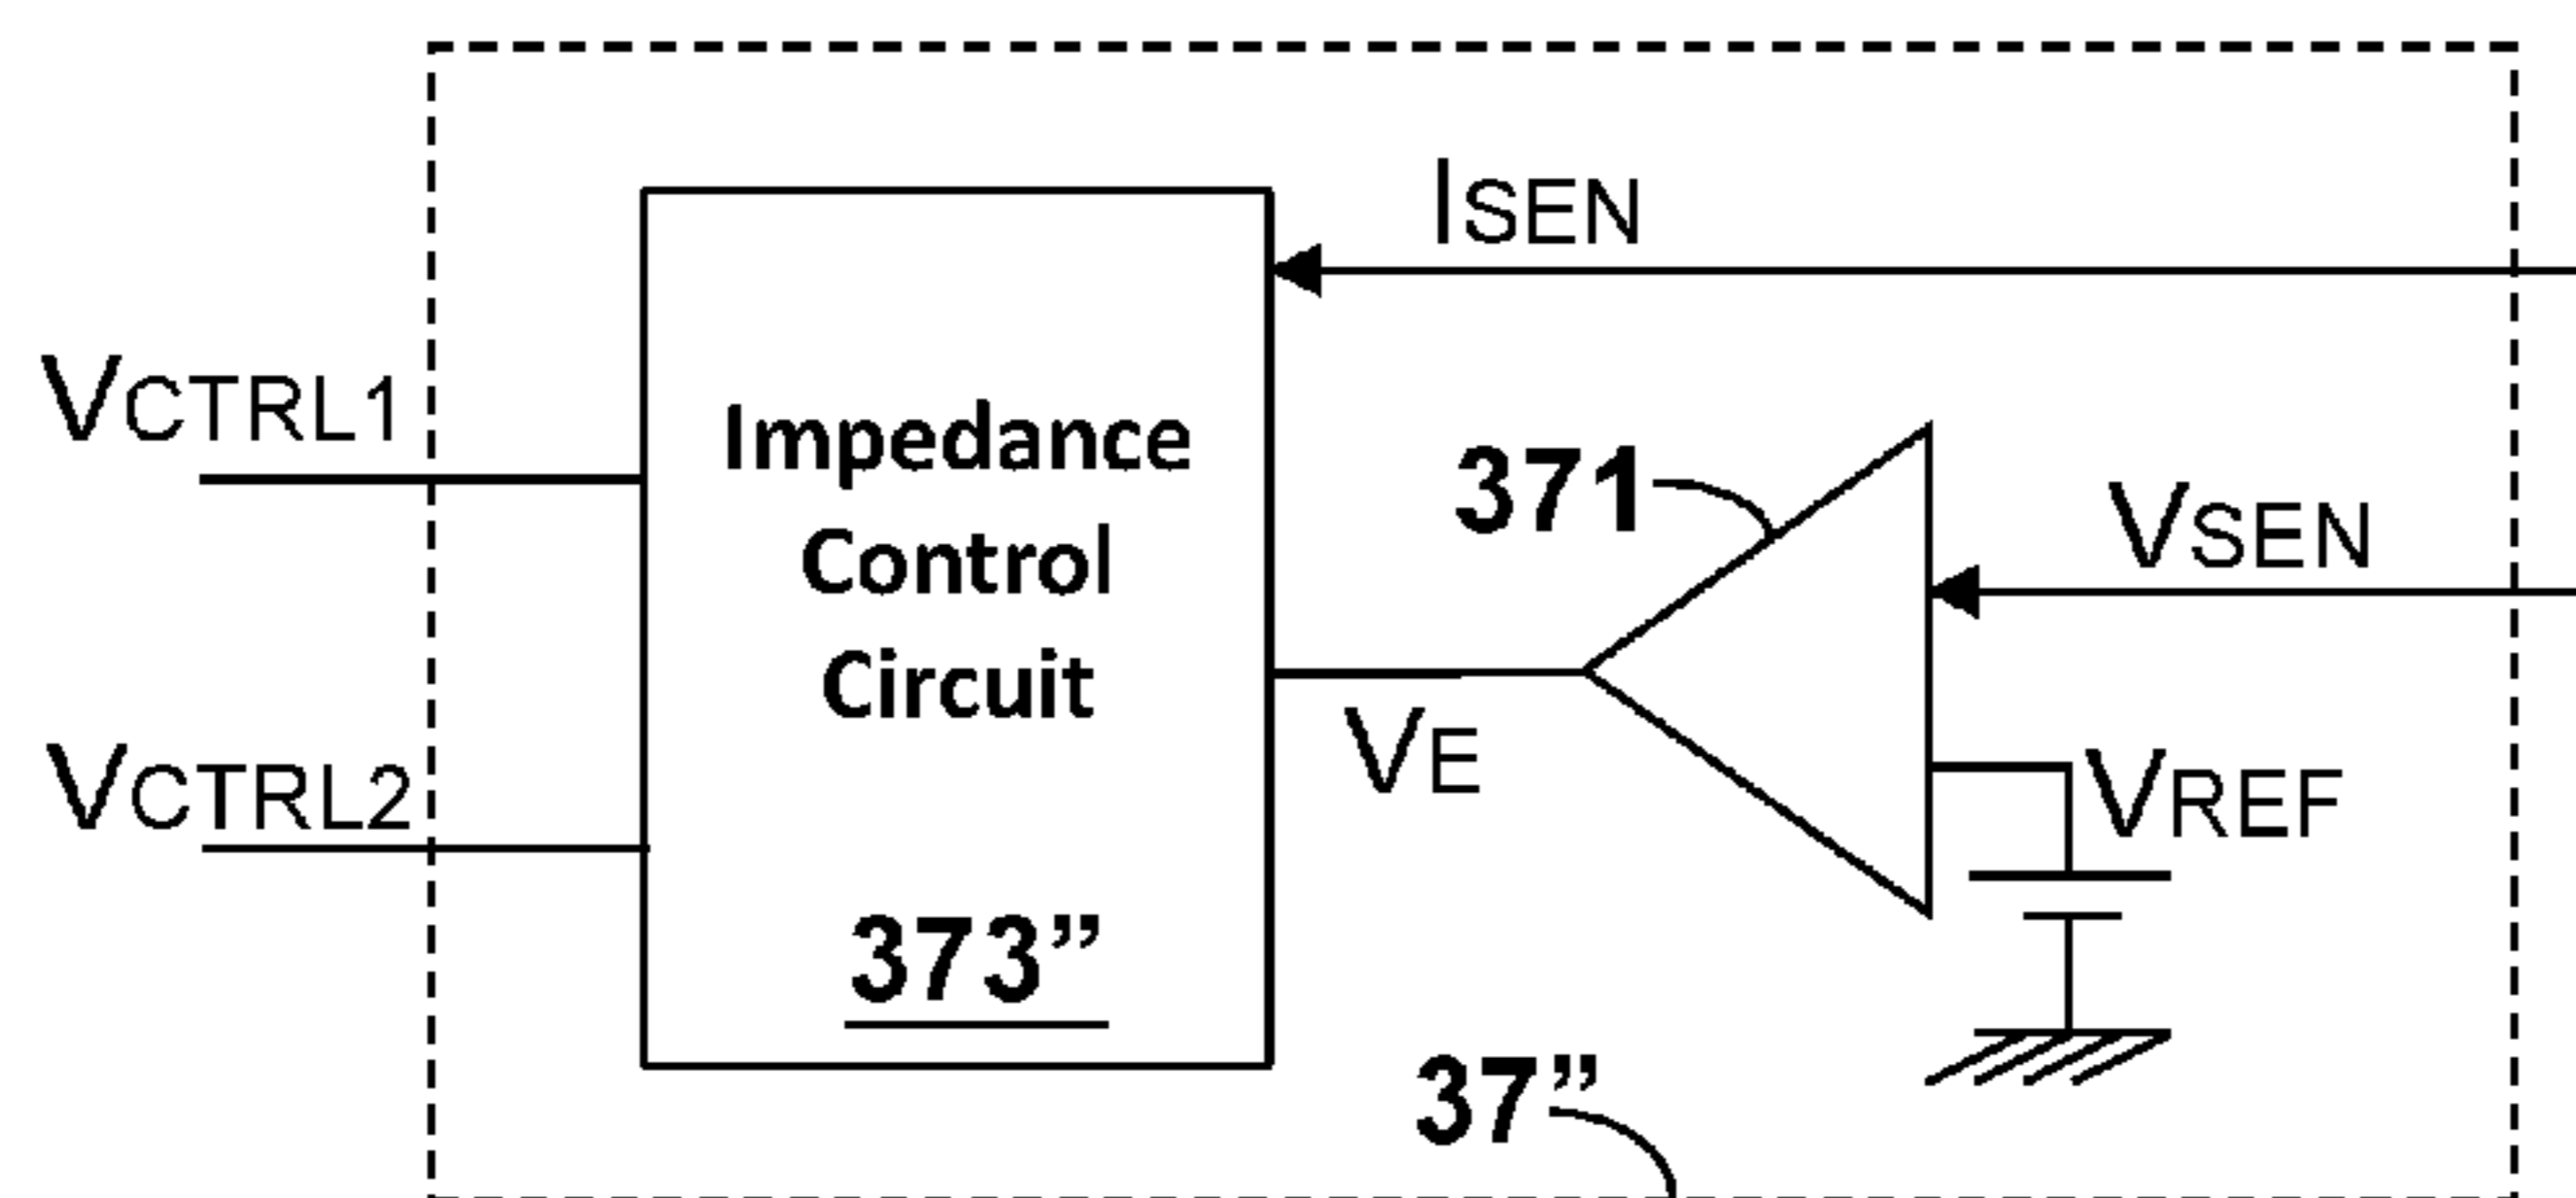 ISEN
VCTRL1
Impedance
Control
Circuit
371
VSEN
VE
VREF
VCTRL2
373”
37”